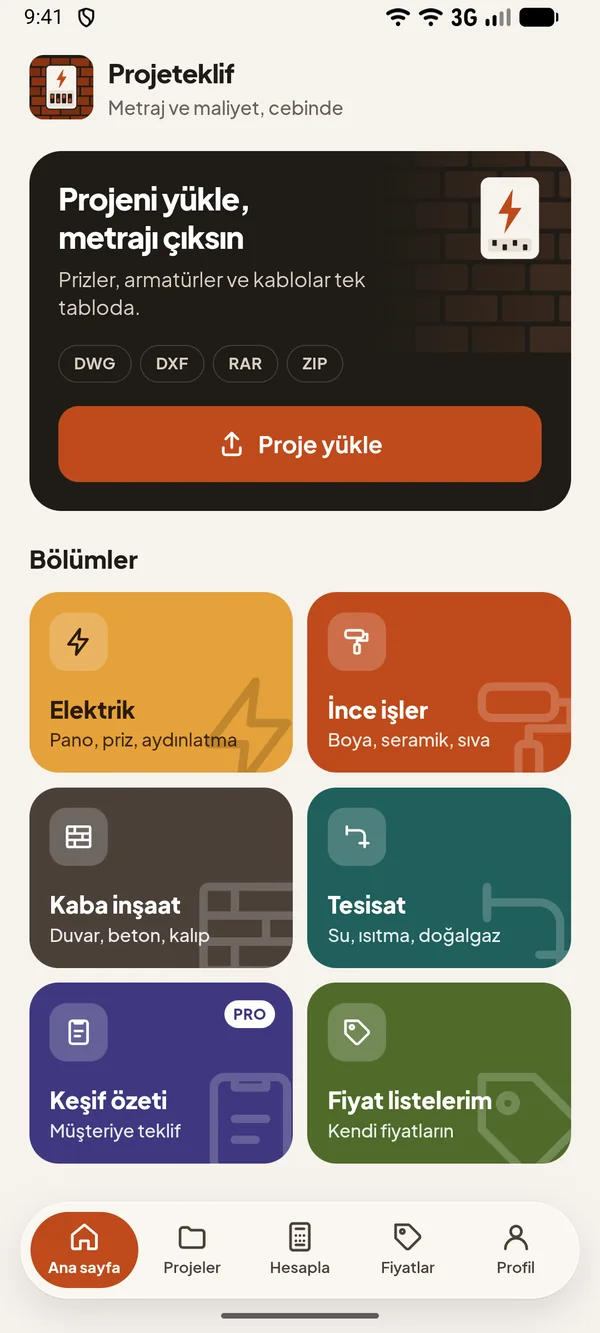 9:41
3G
Projeteklif
Metraj ve maliyet, cebinde
Projeni yükle,
metrajı çıksın
Prizler, armatürler ve kablolar tek
tabloda.
DWG DXF RAR ZIP
Proje yükle
Bölümler
Elektrik
Pano, priz, aydınlatma
İnce işler
Boya, seramik, sıva
Kaba inşaat
Duvar, beton, kalıp
Tesisat
Su, ısıtma, doğalgaz
PRO
Keşif özeti
Müşteriye teklif
Fiyat listelerim
Kendi fiyatların
Ana sayfa Projeler Hesapla Fiyatlar Profil